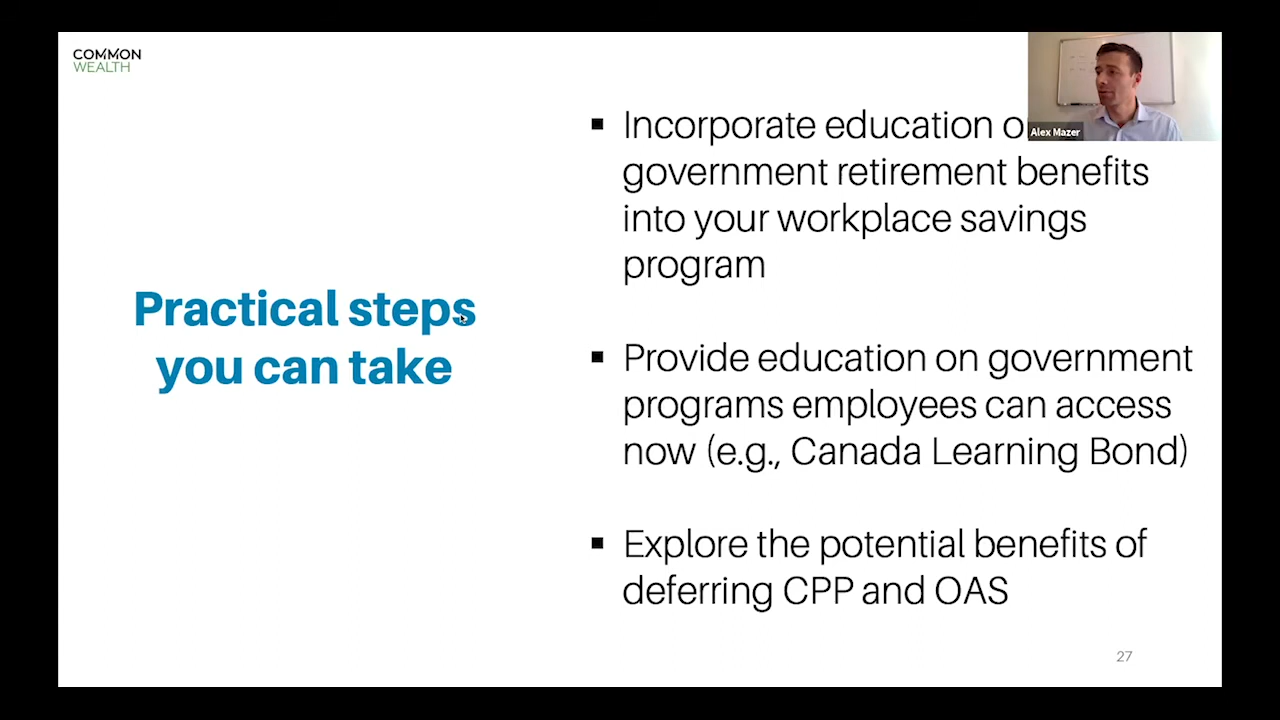 COMMON
WEALTH
Alex Mazer
Practical steps
you can take
▪ Incorporate education
government retirement benefits
into your workplace savings
program
▪ Provide education on government
programs employees can access
now (e.g., Canada Learning Bond)
▪ Explore the potential benefits of
deferring CPP and OAS
27